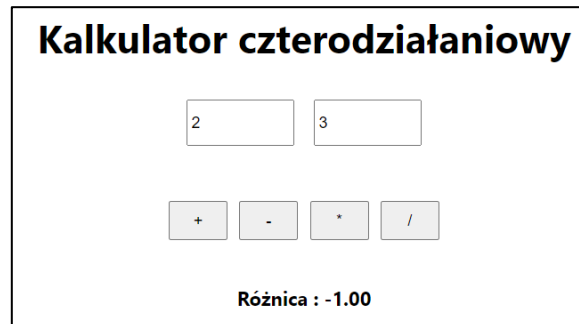 Kalkulator czterodziałaniowy
2 3
+ - * /
Różnica : -1.00